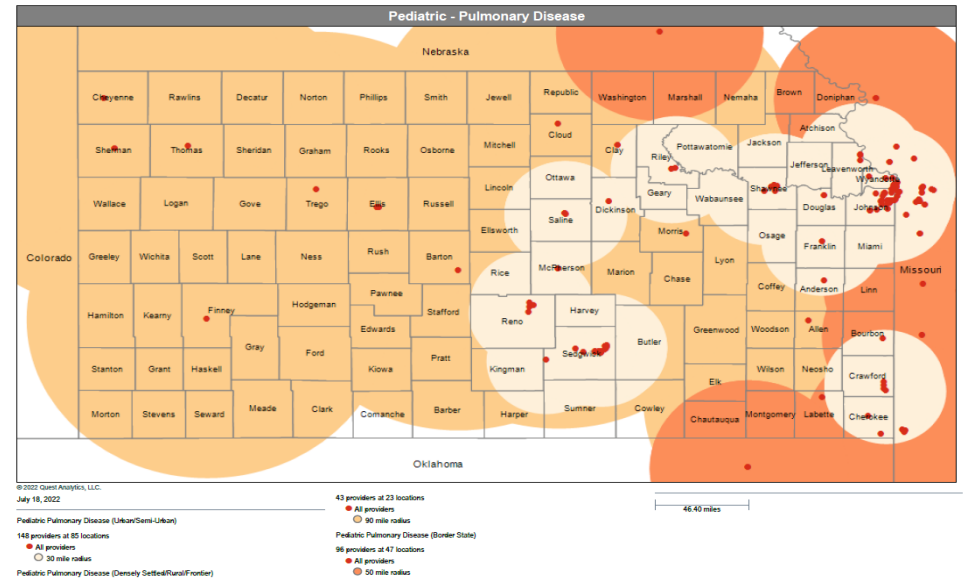 Pediatric - Pulmonary Disease
Nebraska
Cheyenne Rawlins Decatur Norton Phillips Smith Jewell Republic Washington Marshall Nemaha Brown Doniphan
Cloud Atchison
Sherman Thomas Sheridan Graham Rooks Osborne Mitchell Clay Riley Pottawatomie Jackson
Jefferson Leavenworth
Ottawa Wyandotte
Lincoln Geary Wabaunsee Shawnee
Wallace Logan Gove Trego Ellis Russell Saline Dickinson Douglas Johnson
Ellsworth Morris Osage
Colorado Greeley Wichita Scott Lane Ness Rush Barton Rice McPherson Marion Chase Lyon Franklin Miami Missouri
Coffey Anderson Linn
Hamilton Kearny Finney Hodgeman Pawnee Stafford Reno Harvey
Edwards Greenwood Woodson Allen Bourbon
Gray Ford Sedgwick Butler
Stanton Grant Haskell Kiowa Pratt Kingman Elk Wilson Neosho Crawford
Morton Stevens Seward Meade Clark Comanche Barber Harper Sumner Cowley Chautauqua Montgomery Labette Cherokee
Oklahoma
© 2022 Quest Analytics, LLC.
July 18, 2022
Pediatric Pulmonary Disease (Urban/Semi-Urban)
148 providers at 85 locations
All providers
30 mile radius
Pediatric Pulmonary Disease (Densely Settled/Rural/Frontier)
43 providers at 23 locations
All providers
90 mile radius
Pediatric Pulmonary Disease (Border State)
96 providers at 47 locations
All providers
50 mile radius
46.40 miles